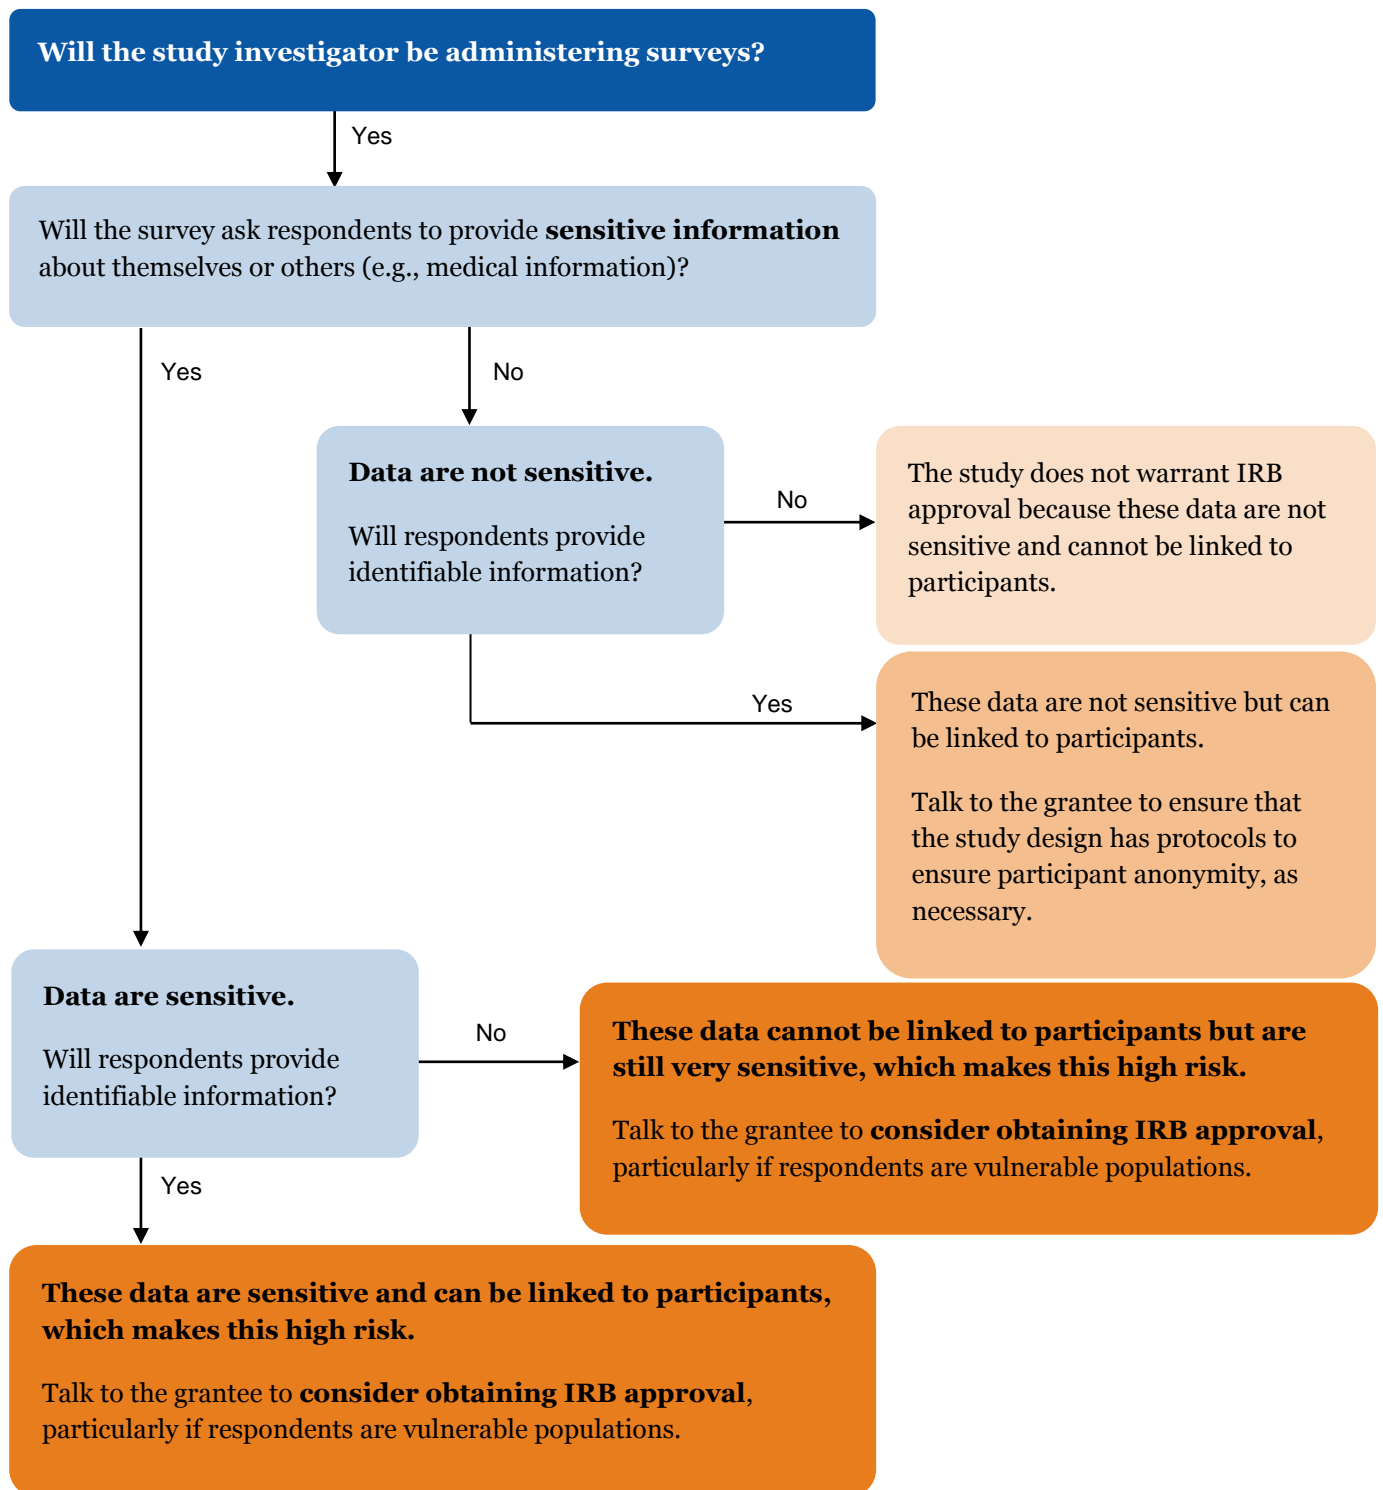 Will the study investigator be administering surveys?
Yes
Will the survey ask respondents to provide sensitive information
about themselves or others (e.g., medical information)?
Yes
No
Data are not sensitive.
Will respondents provide
identifiable information?
No
The study does not warrant IRB
approval because these data are not
sensitive and cannot be linked to
participants.
Yes
These data are not sensitive but can
be linked to participants.
Talk to the grantee to ensure that
the study design has protocols to
ensure participant anonymity, as
necessary.
Data are sensitive.
Will respondents provide
identifiable information?
No
These data cannot be linked to participants but are
still very sensitive, which makes this high risk.
Talk to the grantee to consider obtaining IRB approval,
particularly if respondents are vulnerable populations.
Yes
These data are sensitive and can be linked to participants,
which makes this high risk.
Talk to the grantee to consider obtaining IRB approval,
particularly if respondents are vulnerable populations.